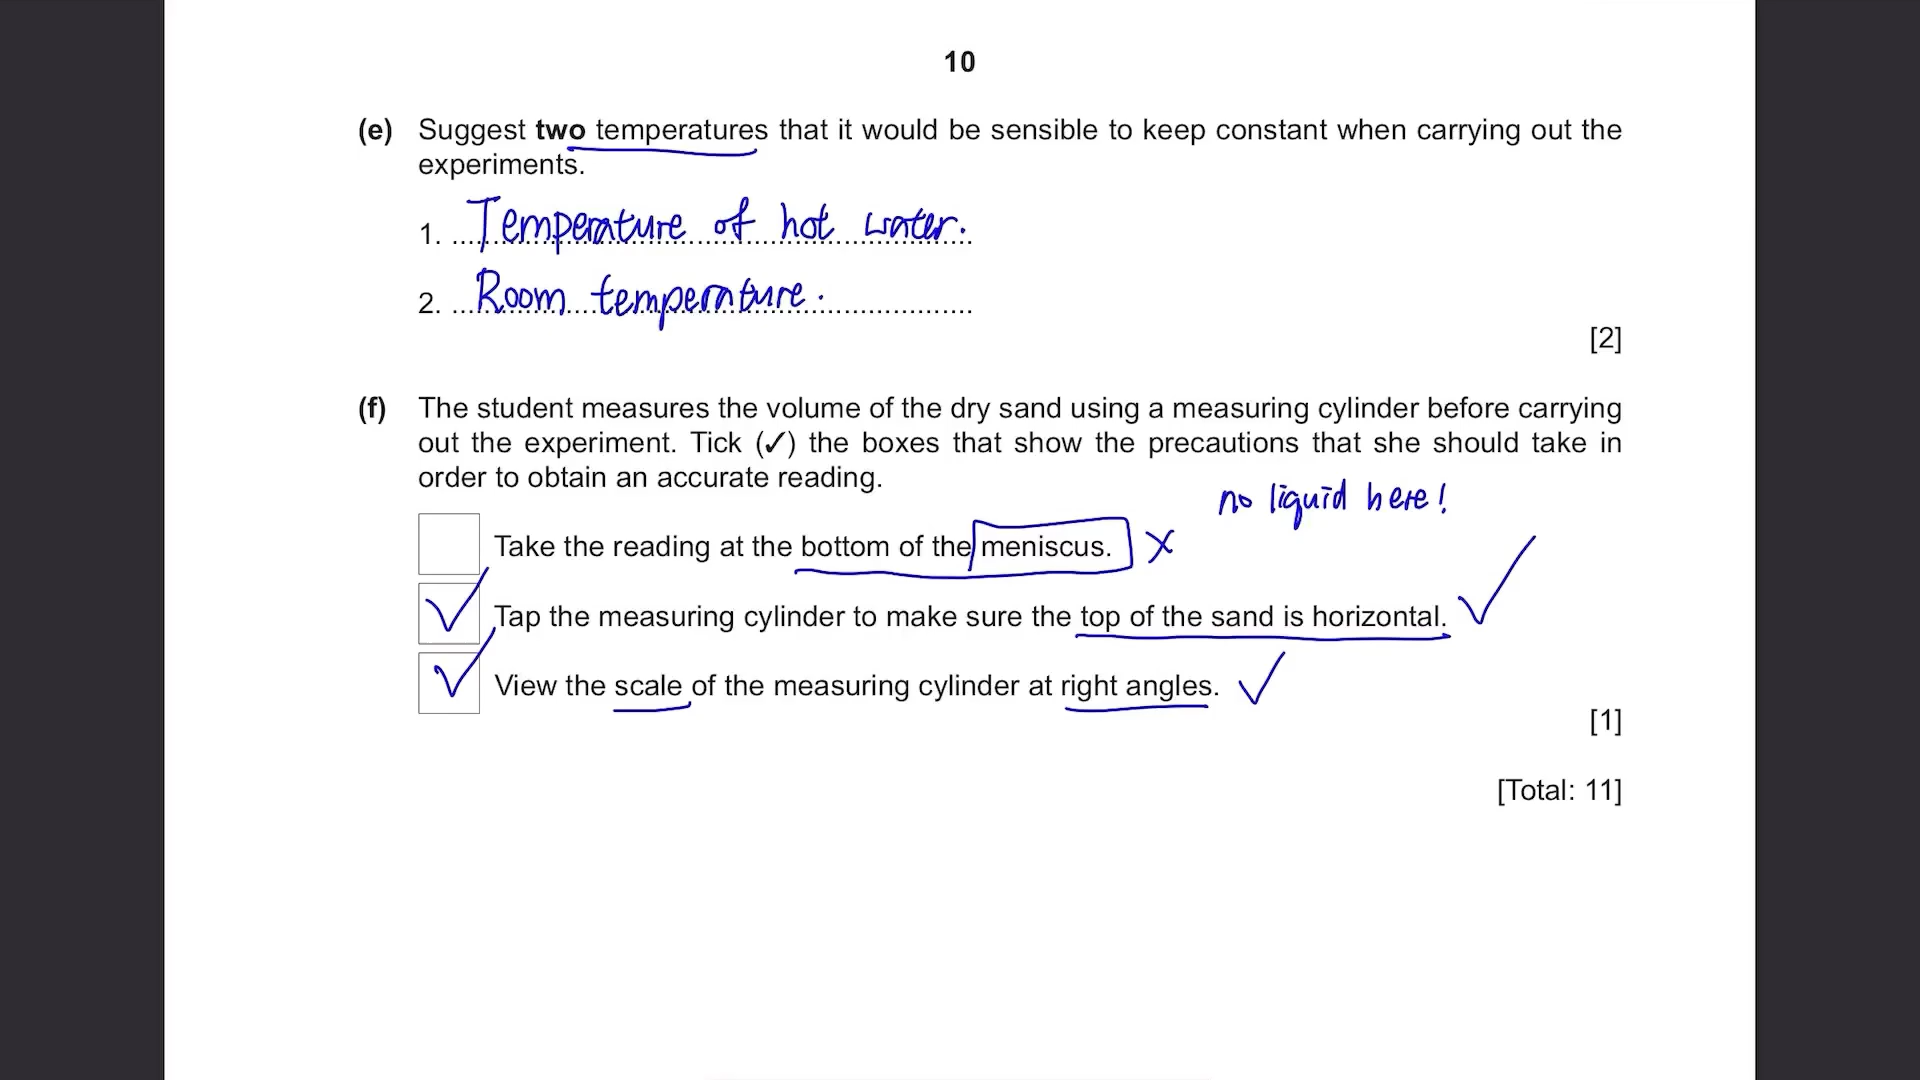 10
(e) Suggest two temperatures that it would be sensible to keep constant when carrying out the
experiments.
1. Temperature of hot water.
2. Room temperature.
[2]
(f) The student measures the volume of the dry sand using a measuring cylinder before carrying
out the experiment. Tick (✓) the boxes that show the precautions that she should take in
order to obtain an accurate reading.
no liquid here!
Take the reading at the bottom of the meniscus. ✗
✓ Tap the measuring cylinder to make sure the top of the sand is horizontal. ✓
✓ View the scale of the measuring cylinder at right angles. ✓
[1]
[Total: 11]